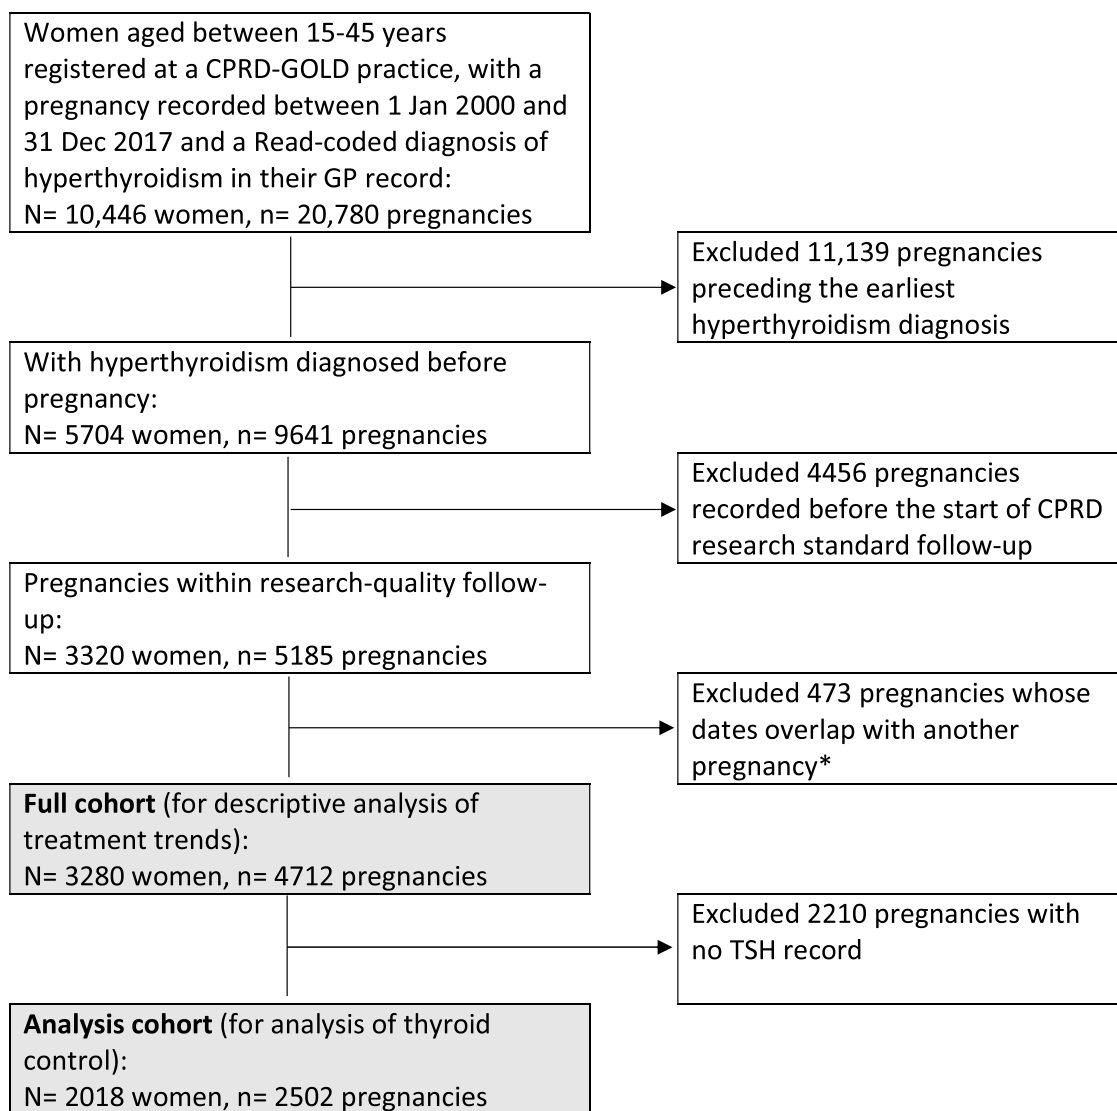 Women aged between 15-45 years
registered at a CPRD-GOLD practice, with a
pregnancy recorded between 1 Jan 2000 and
31 Dec 2017 and a Read-coded diagnosis of
hyperthyroidism in their GP record:
N= 10,446 women, n= 20,780 pregnancies
Excluded 11,139 pregnancies
preceding the earliest
hyperthyroidism diagnosis
With hyperthyroidism diagnosed before
pregnancy:
N= 5704 women, n= 9641 pregnancies
Excluded 4456 pregnancies
recorded before the start of CPRD
research standard follow-up
Pregnancies within research-quality follow-
up:
N= 3320 women, n= 5185 pregnancies
Excluded 473 pregnancies whose
dates overlap with another
pregnancy*
Full cohort (for descriptive analysis of
treatment trends):
N= 3280 women, n= 4712 pregnancies
Excluded 2210 pregnancies with
no TSH record
Analysis cohort (for analysis of thyroid
control):
N= 2018 women, n= 2502 pregnancies